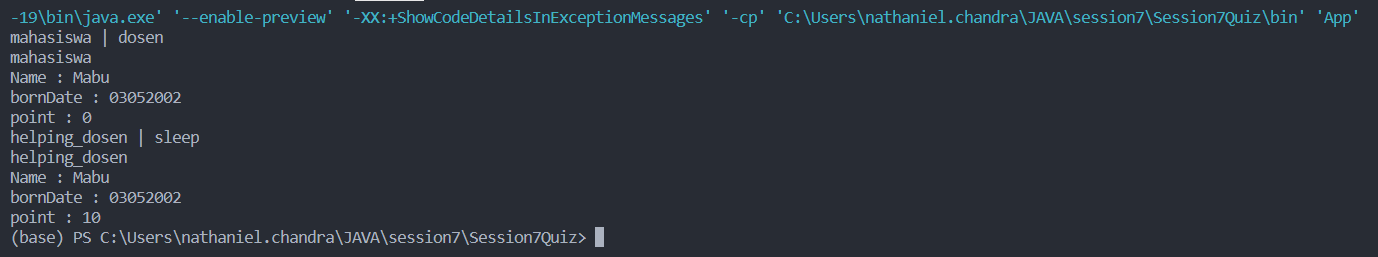 -19\bin\java.exe' '--enable-preview' '-XX:+ShowCodeDetailsInExceptionMessages' '-cp' 'C:\Users\nathaniel.chandra\JAVA\session7\Session7Quiz\bin' 'App'
mahasiswa | dosen
mahasiswa
Name : Mabu
bornDate : 03052002
point : 0
helping_dosen | sleep
helping_dosen
Name : Mabu
bornDate : 03052002
point : 10
(base) PS C:\Users\nathaniel.chandra\JAVA\session7\Session7Quiz>